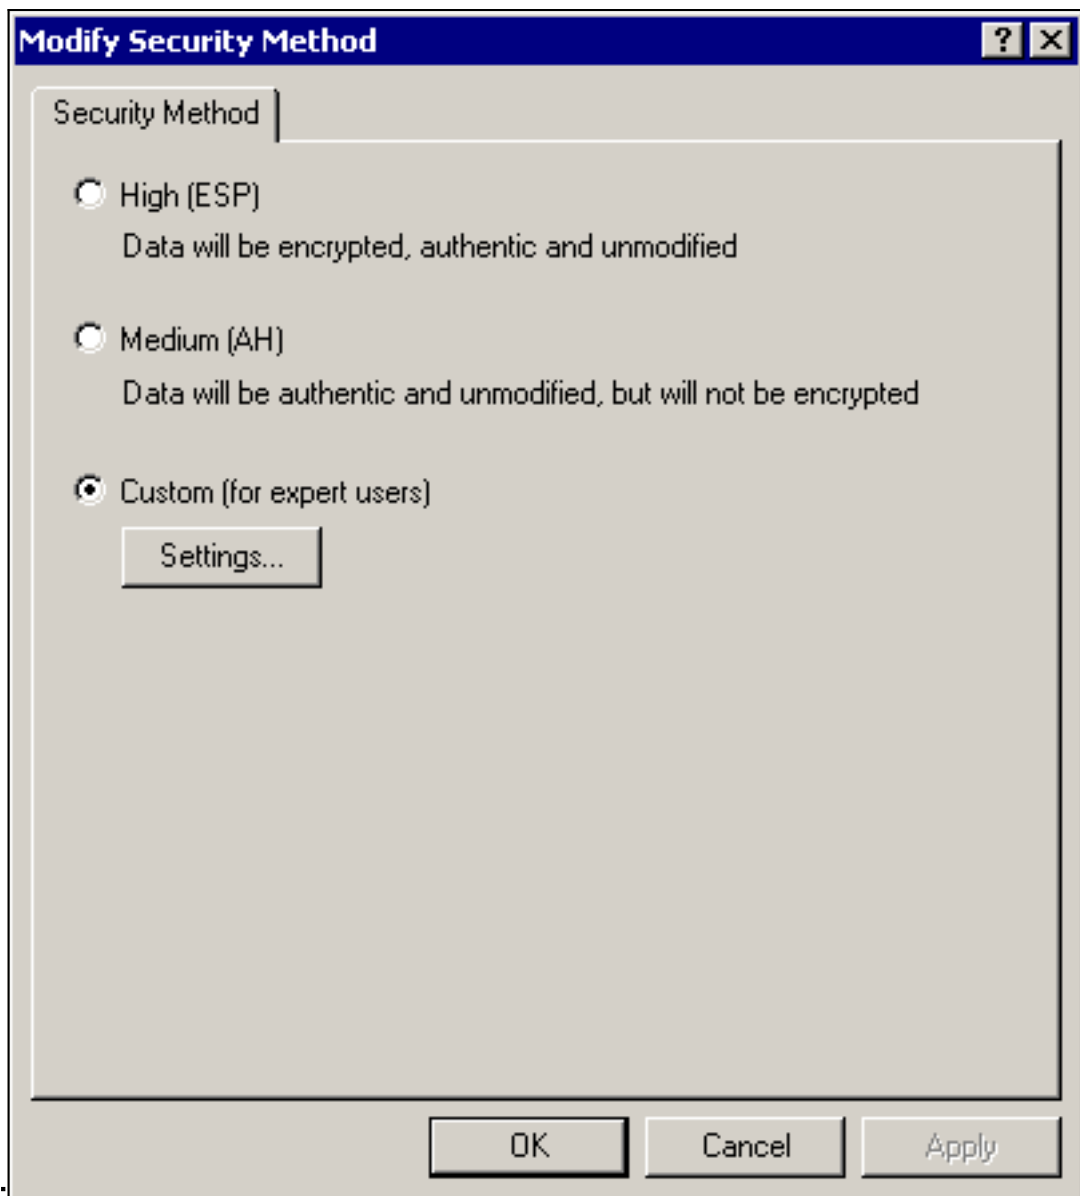 Modify Security Method
Security Method
High (ESP)
Data will be encrypted, authentic and unmodified
Medium (AH)
Data will be authentic and unmodified, but will not be encrypted
Custom (for expert users)
Settings...
OK Cancel Apply